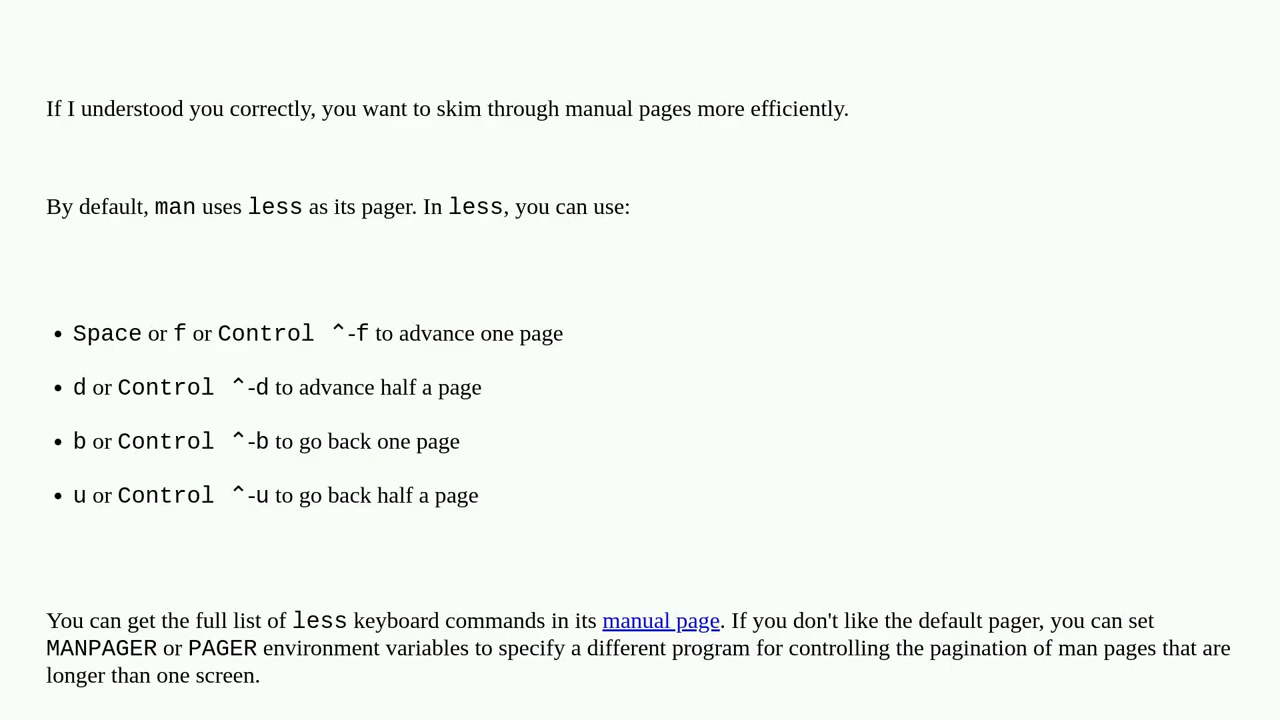 If I understood you correctly, you want to skim through manual pages more efficiently.
By default, man uses less as its pager. In less, you can use:
• Space or f or Control ^-f to advance one page
• d or Control ^-d to advance half a page
• b or Control ^-b to go back one page
• u or Control ^-u to go back half a page
You can get the full list of less keyboard commands in its manual page. If you don't like the default pager, you can set
MANPAGER or PAGER environment variables to specify a different program for controlling the pagination of man pages that are
longer than one screen.